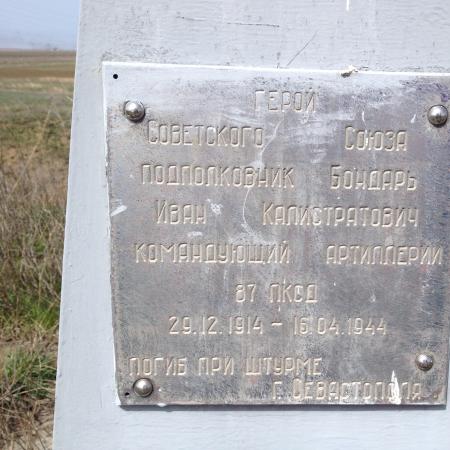 ГЕРОЙ
СОВЕТСКОГО СОЮЗА
ПОДПОЛКОВНИК БОНДАРЬ
ИВАН КАЛИСТРАТОВИЧ
КОМАНДУЮЩИЙ АРТИЛЛЕРИИ
87 ПКСД
29.12.1914 - 16.04.1944
ПОГИБ ПРИ ШТУРМЕ
Г. СЕВАСТОПОЛЯ